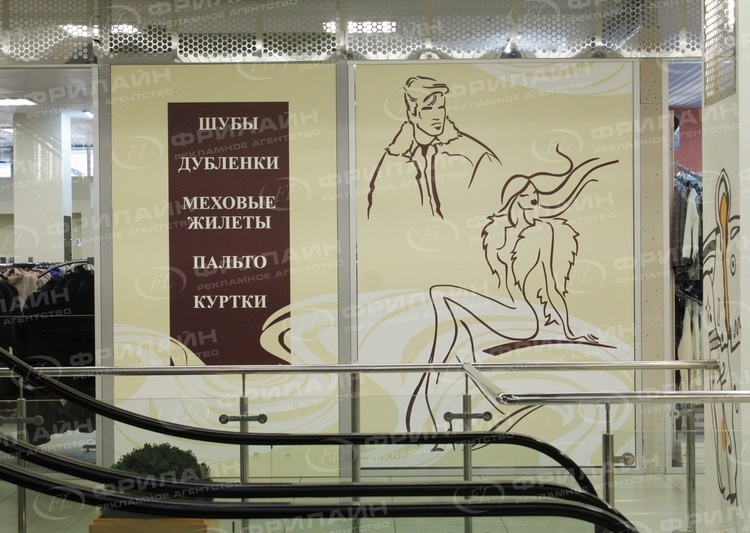 ШУБЫ
ДУБЛЕНКИ
МЕХОВЫЕ
ЖИЛЕТЫ
ПАЛЬТО
КУРТКИ
ФРИЛАЙН
РЕКЛАМНОЕ АГЕНТСТВО